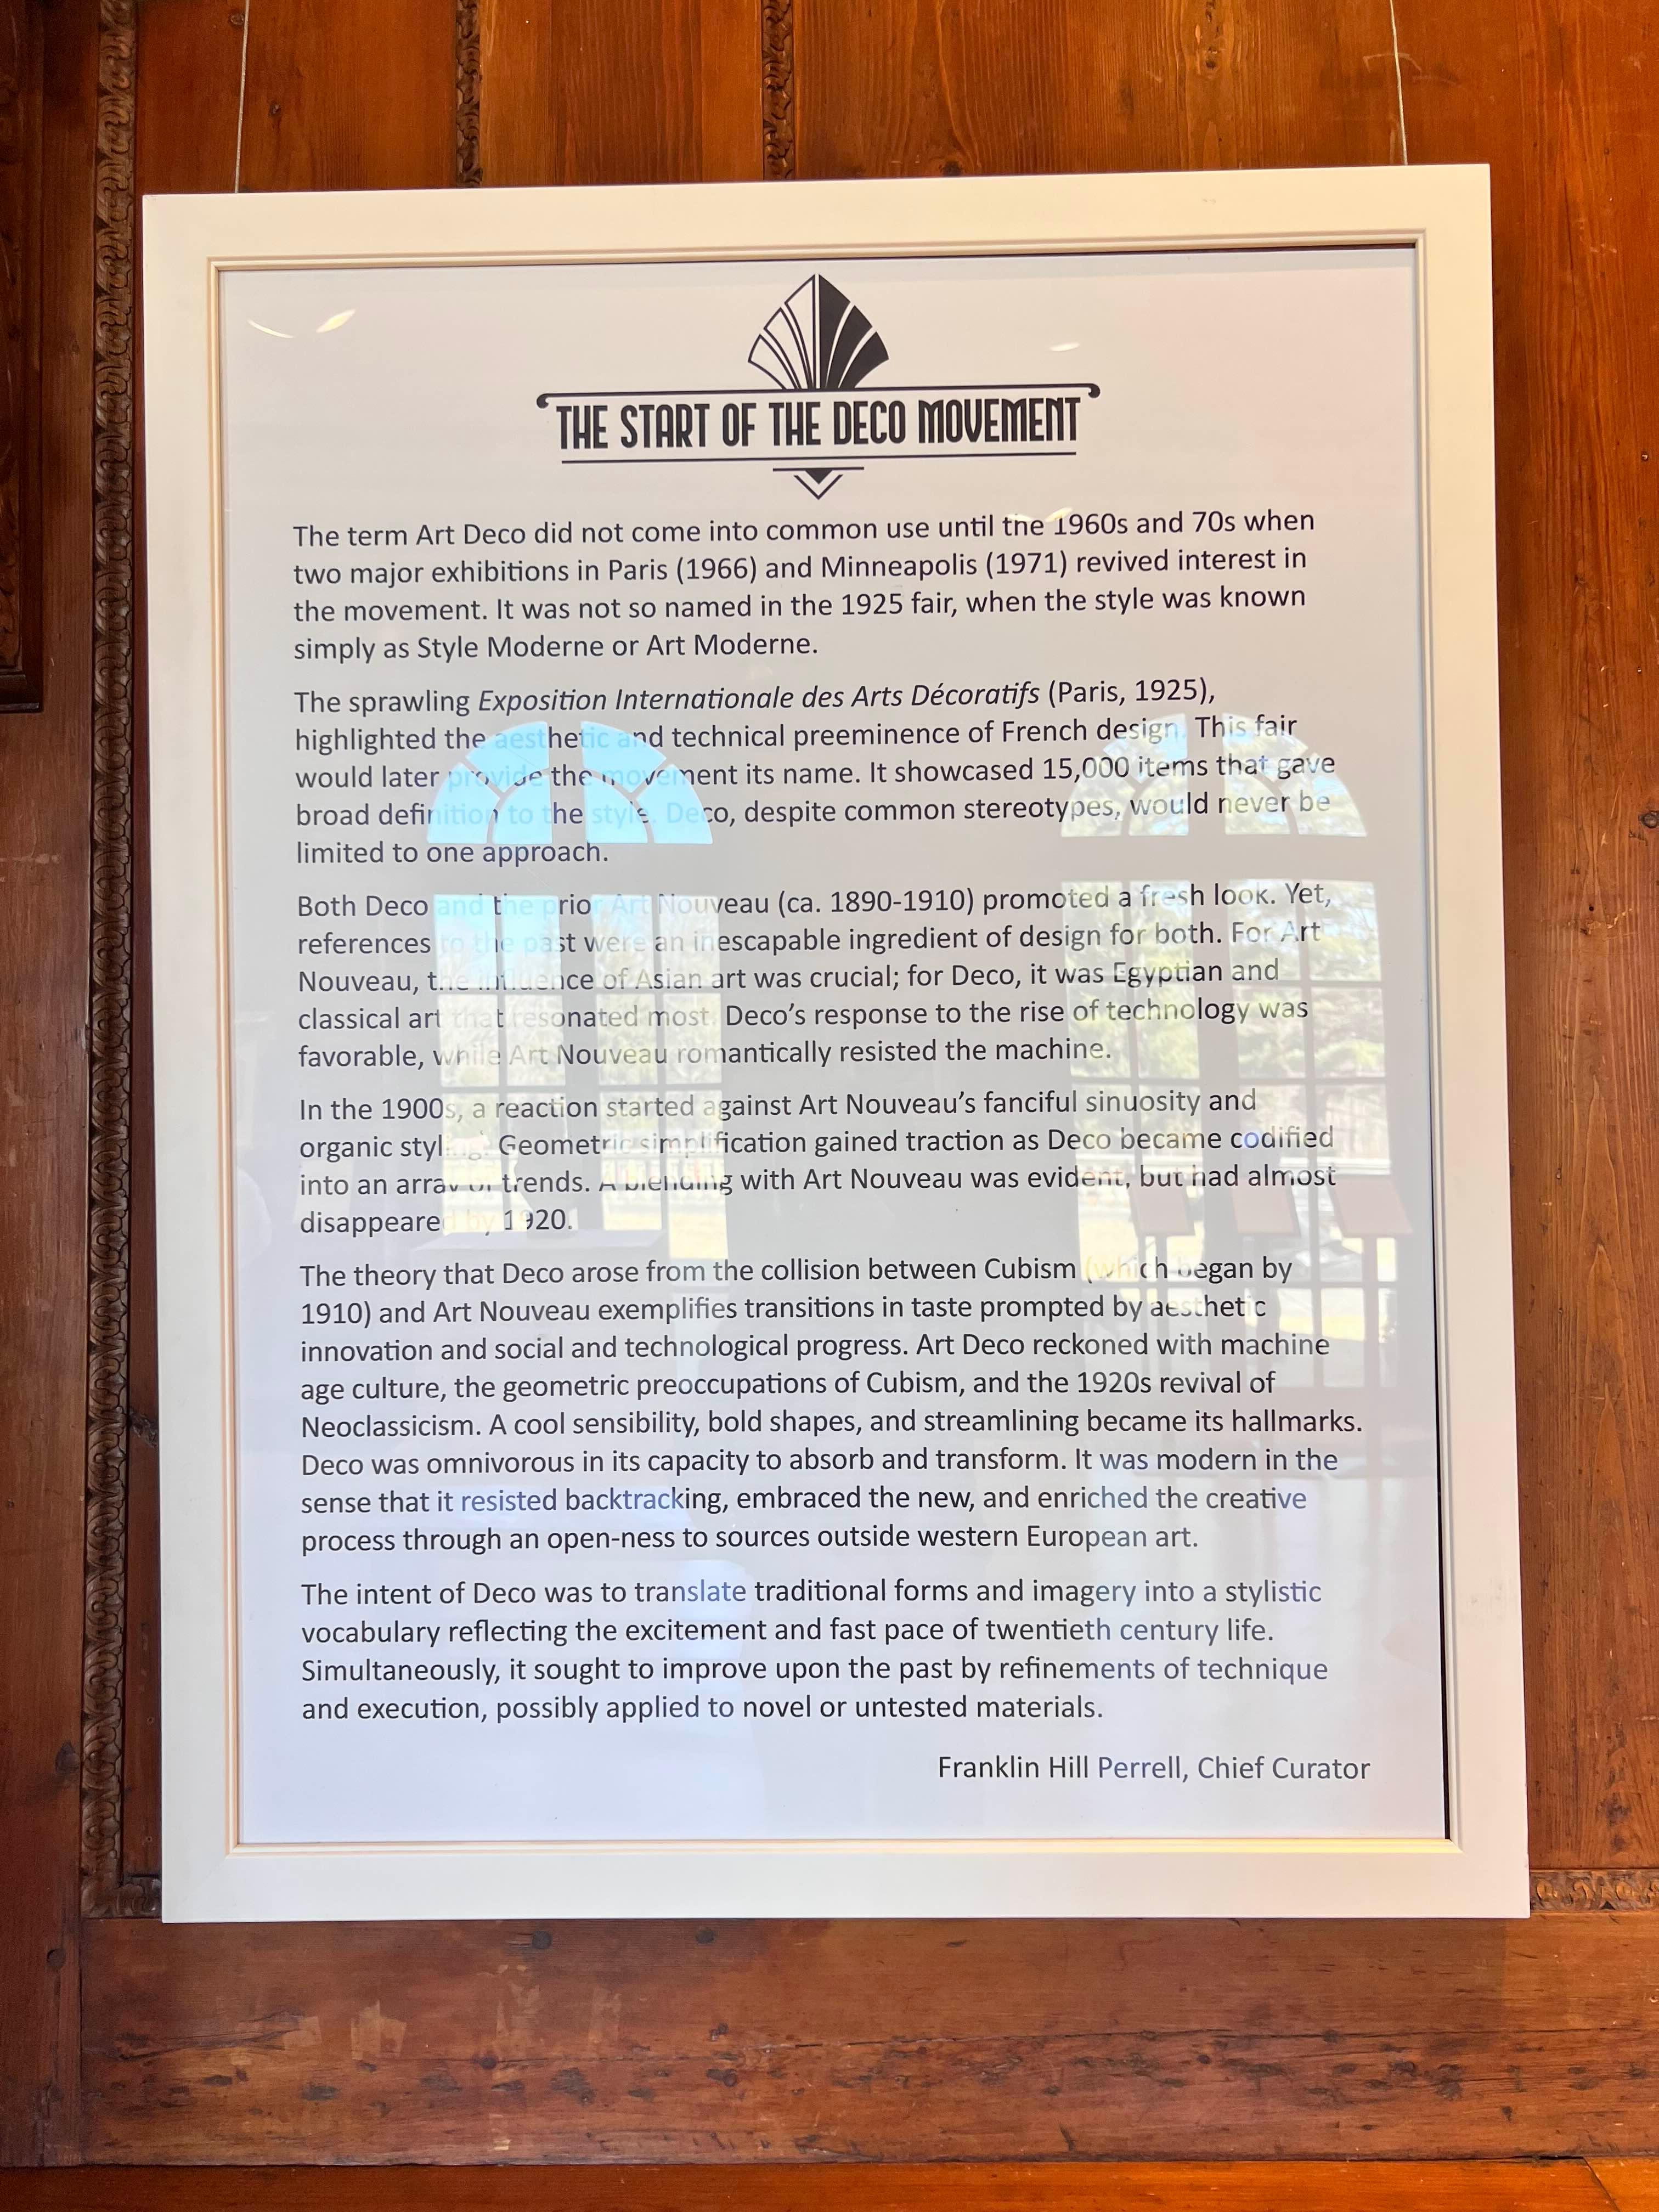 THE START OF THE DECO MOVEMENT
The term Art Deco did not come into common use until the 1960s and 70s when
two major exhibitions in Paris (1966) and Minneapolis (1971) revived interest in
the movement. It was not so named in the 1925 fair, when the style was known
simply as Style Moderne or Art Moderne.
The sprawling Exposition Internationale des Arts Décoratifs (Paris, 1925),
highlighted the aesthetic and technical preeminence of French design. This fair
would later provide the movement its name. It showcased 15,000 items that gave
broad definition to the style. Deco, despite common stereotypes, would never be
limited to one approach.
Both Deco and the prior Art Nouveau (ca. 1890-1910) promoted a fresh look. Yet,
references to the past were an inescapable ingredient of design for both. For Art
Nouveau, the influence of Asian art was crucial; for Deco, it was Egyptian and
classical art that resonated most. Deco's response to the rise of technology was
favorable, while Art Nouveau romantically resisted the machine.
In the 1900s, a reaction started against Art Nouveau's fanciful sinuosity and
organic styling. Geometric simplification gained traction as Deco became codified
into an array of trends. A blending with Art Nouveau was evident, but had almost
disappeared by 1920.
The theory that Deco arose from the collision between Cubism (which began by
1910) and Art Nouveau exemplifies transitions in taste prompted by aesthetic
innovation and social and technological progress. Art Deco reckoned with machine
age culture, the geometric preoccupations of Cubism, and the 1920s revival of
Neoclassicism. A cool sensibility, bold shapes, and streamlining became its hallmarks.
Deco was omnivorous in its capacity to absorb and transform. It was modern in the
sense that it resisted backtracking, embraced the new, and enriched the creative
process through an open-ness to sources outside western European art.
The intent of Deco was to translate traditional forms and imagery into a stylistic
vocabulary reflecting the excitement and fast pace of twentieth century life.
Simultaneously, it sought to improve upon the past by refinements of technique
and execution, possibly applied to novel or untested materials.
Franklin Hill Perrell, Chief Curator